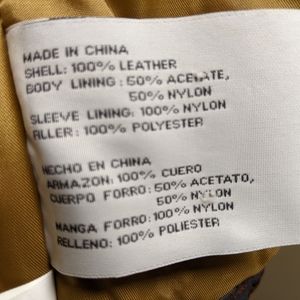 MADE IN CHINA
SHELL: 100% LEATHER
BODY LINING: 50% ACETATE,
50% NYLON
SLEEVE LINING: 100% NYLON
FILLER: 100% POLYESTER
HECHO EN CHINA
ARMAZON: 100% CUERO
CUERPO FORRO: 50% ACETATO,
50% NYLON
MANGA FORRO: 100% NYLON
RELLENO: 100% POLIESTER